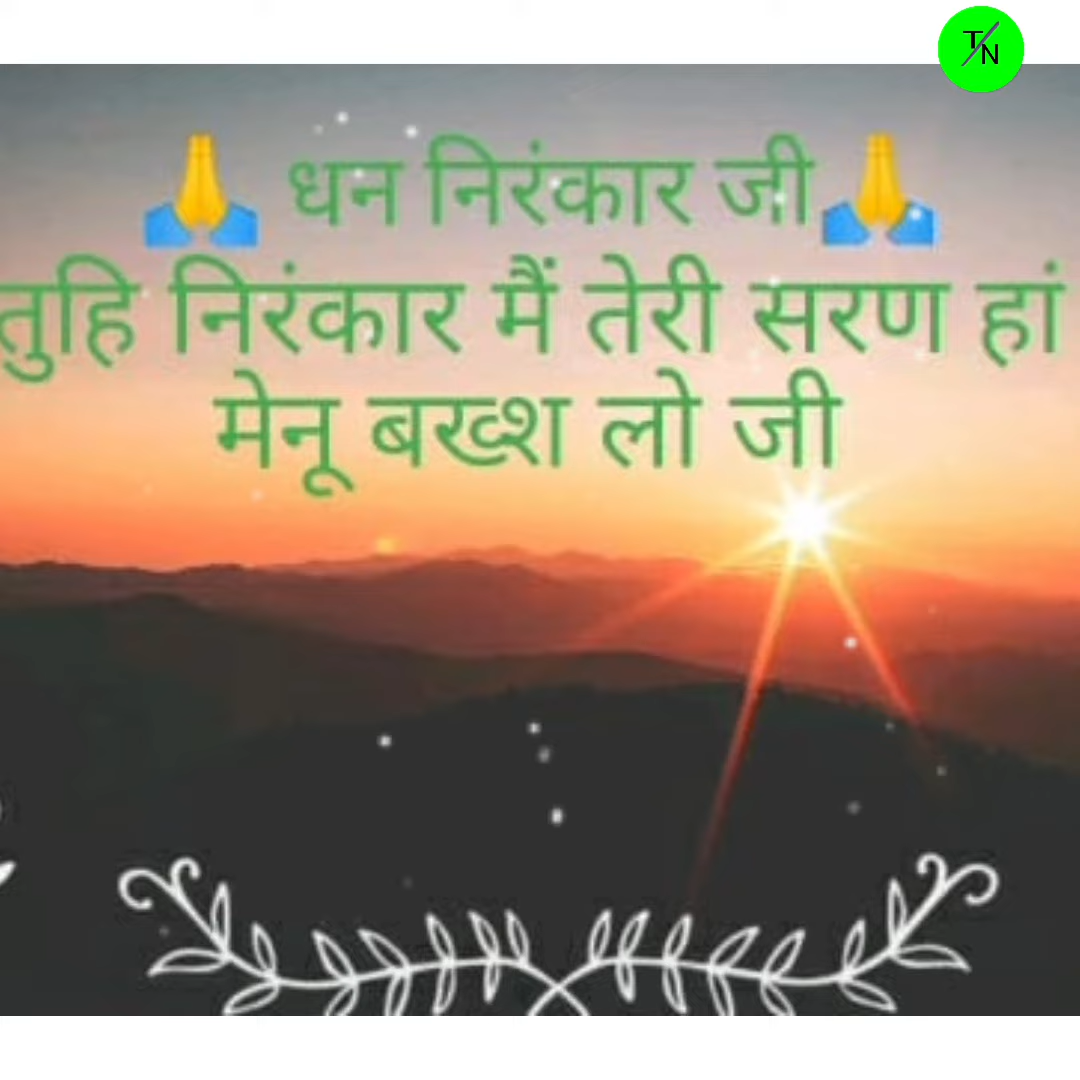 T/N
🙏 धन निरंकार जी🙏
तुहि निरंकार मैं तेरी सरण हां
मेनू बख्श लो जी